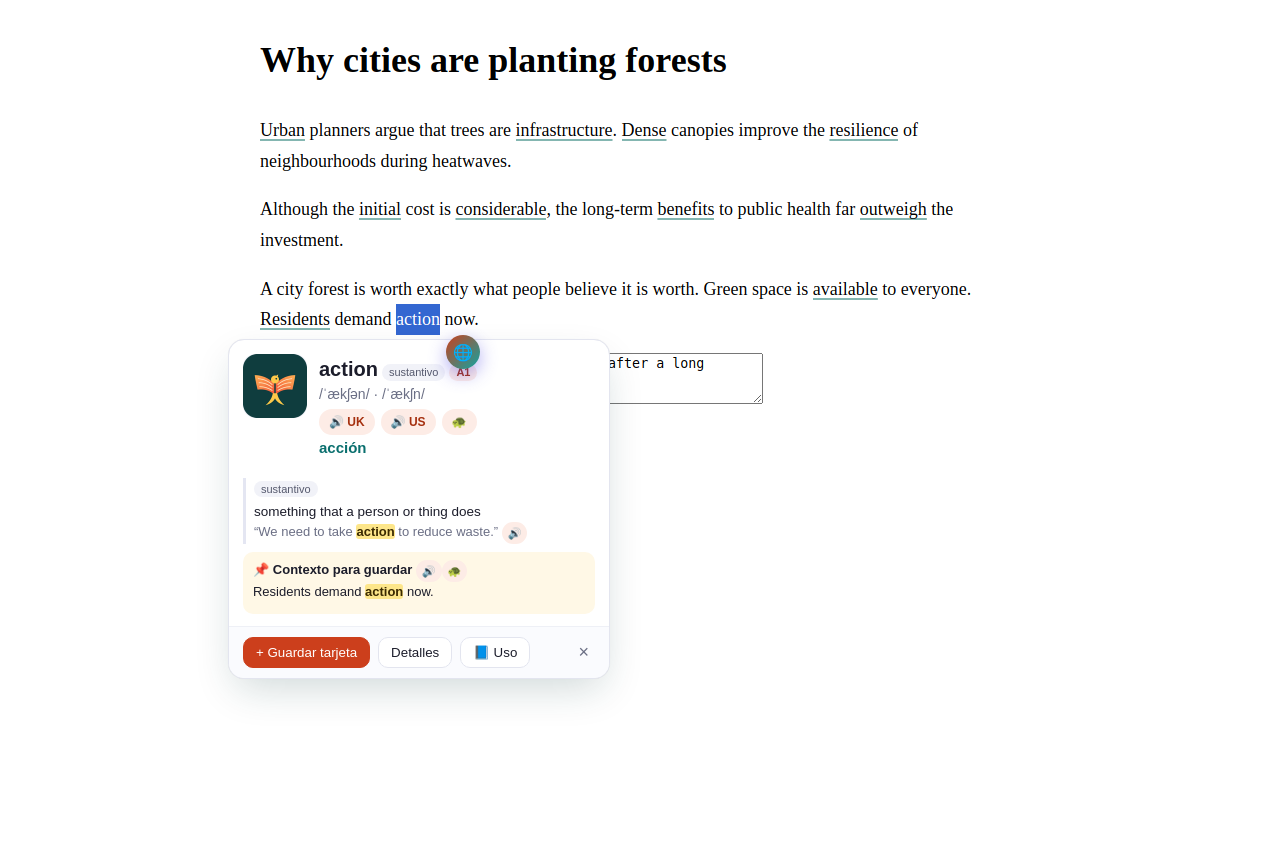 Why cities are planting forests
Urban planners argue that trees are infrastructure. Dense canopies improve the resilience of
neighbourhoods during heatwaves.
Although the initial cost is considerable, the long-term benefits to public health far outweigh the
investment.
A city forest is worth exactly what people believe it is worth. Green space is available to everyone.
Residents demand action now.
after a long
action sustantivo A1
/ˈækʃən/ · /ˈækʃn/
🔊 UK 🔊 US 🐢
acción
sustantivo
something that a person or thing does
“We need to take action to reduce waste.” 🔊
📌 Contexto para guardar 🔊 🐢
Residents demand action now.
+ Guardar tarjeta Detalles 📘 Uso ×